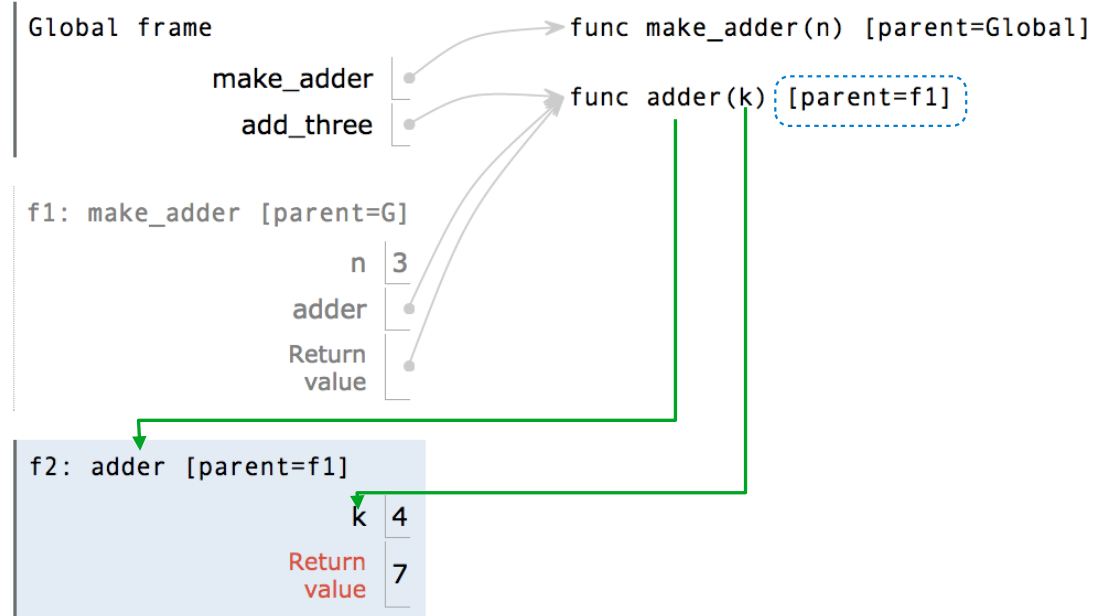 Global frame
func make_adder(n) [parent=Global]
make_adder
func adder(k) [parent=f1]
add_three
f1: make_adder [parent=G]
n 3
adder
Return
value
f2: adder [parent=f1]
k 4
Return
value 7